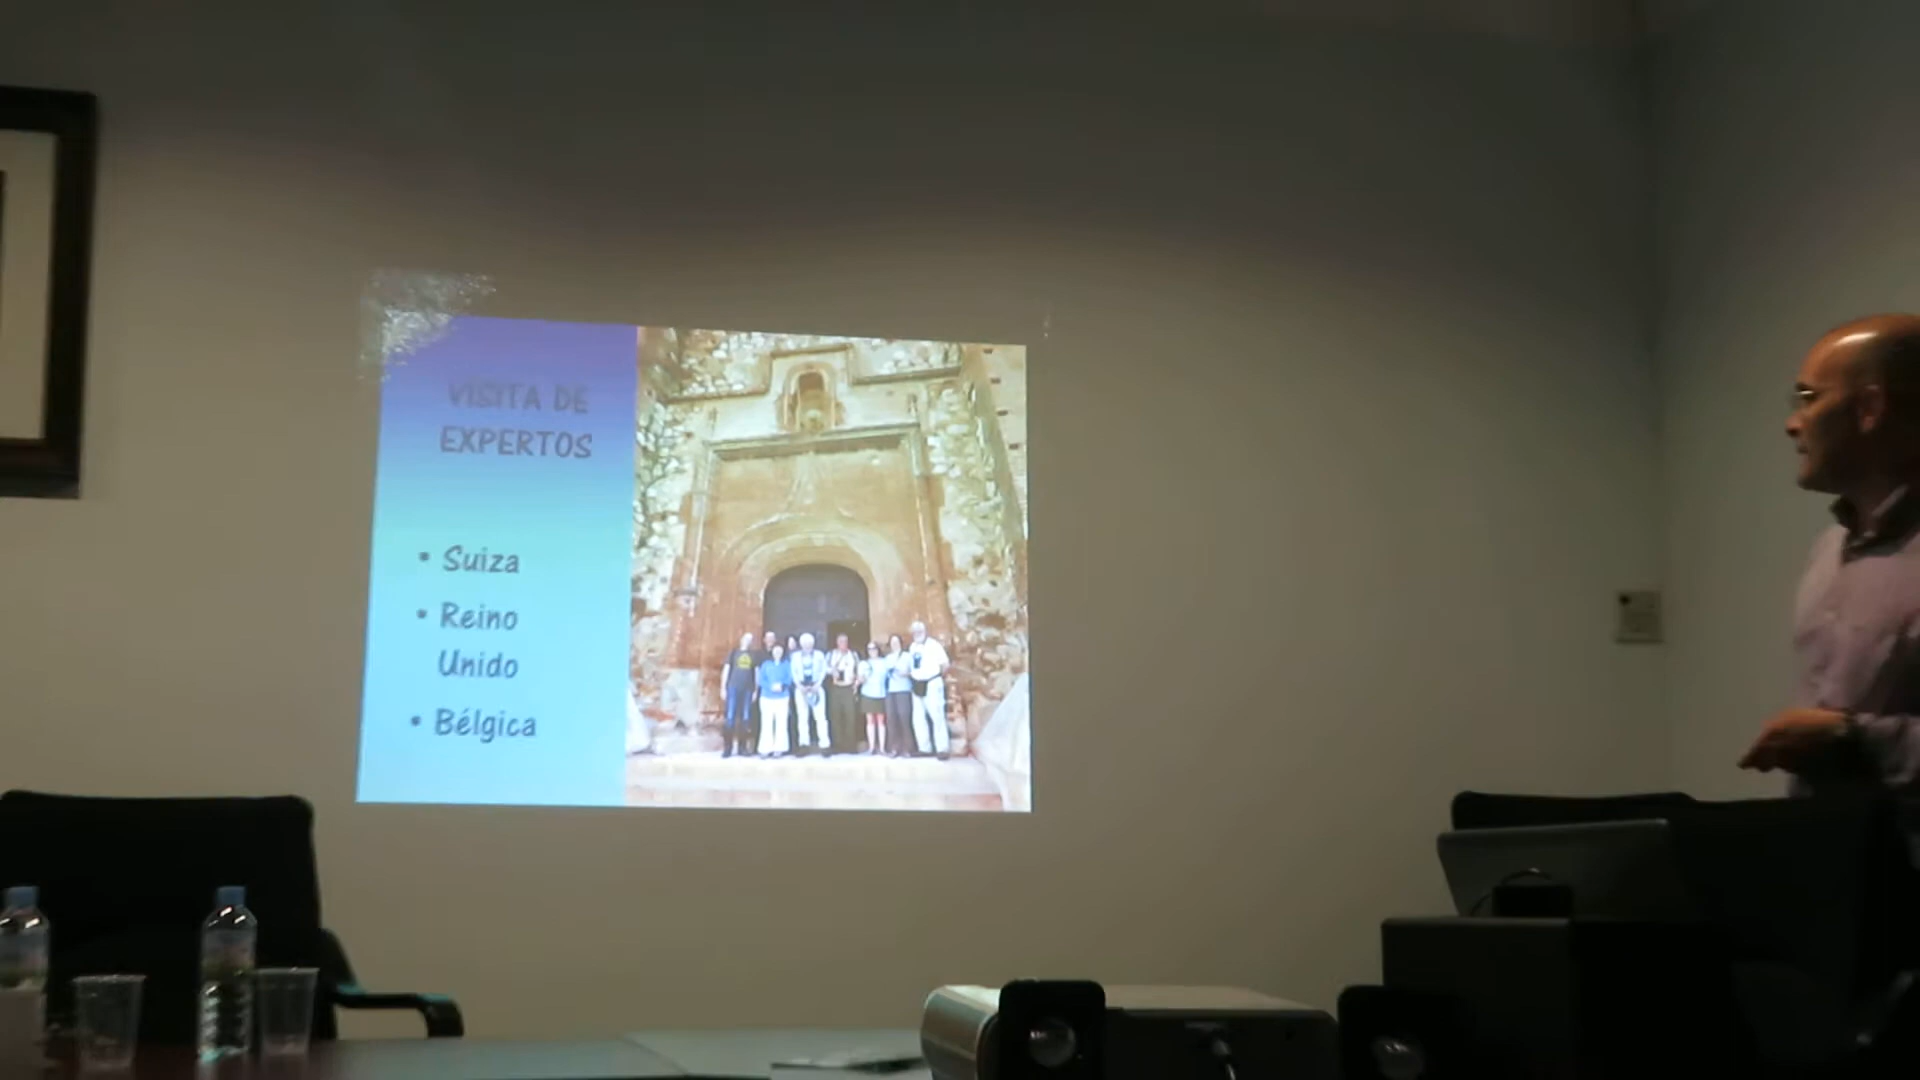 VISITA DE
EXPERTOS
• Suiza
• Reino
Unido
• Bélgica